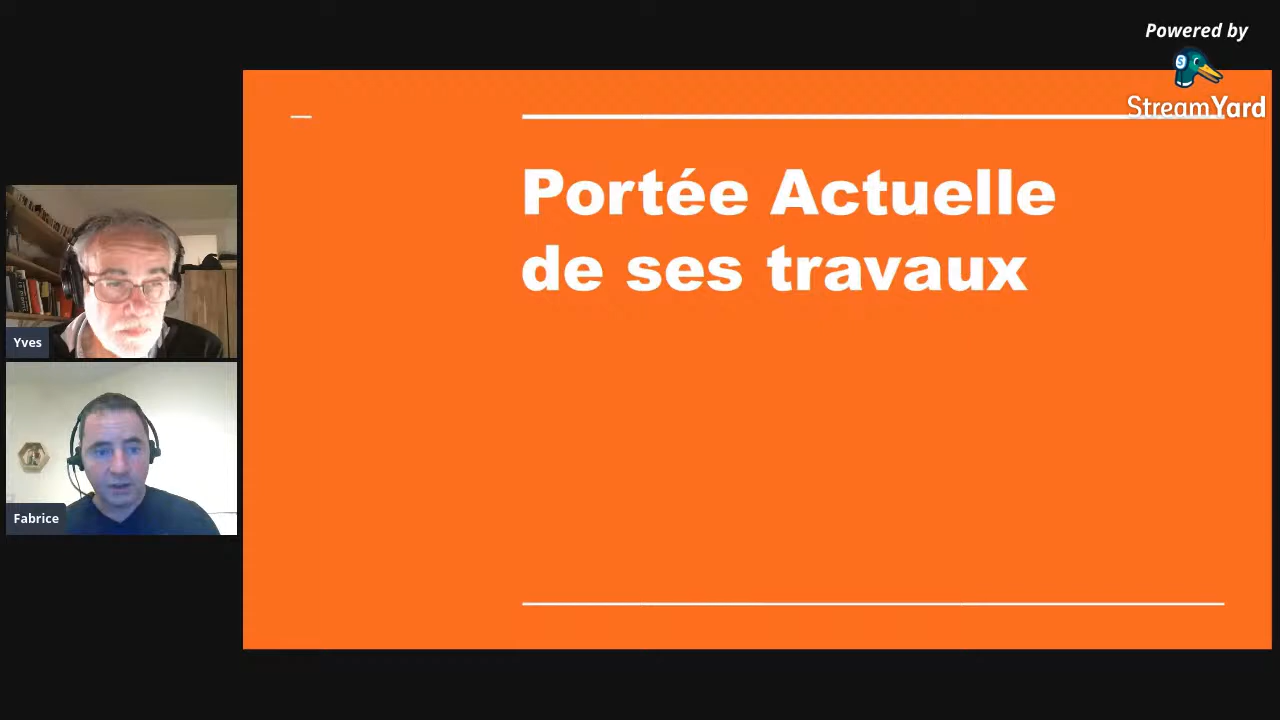 Powered by
StreamYard
Portée Actuelle
de ses travaux
Yves
Fabrice